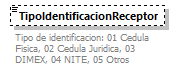 TipoIdentificacionReceptor
Tipo de identificacion: 01 Cedula
Fisica, 02 Cedula Juridica, 03
DIMEX, 04 NITE, 05 Otros